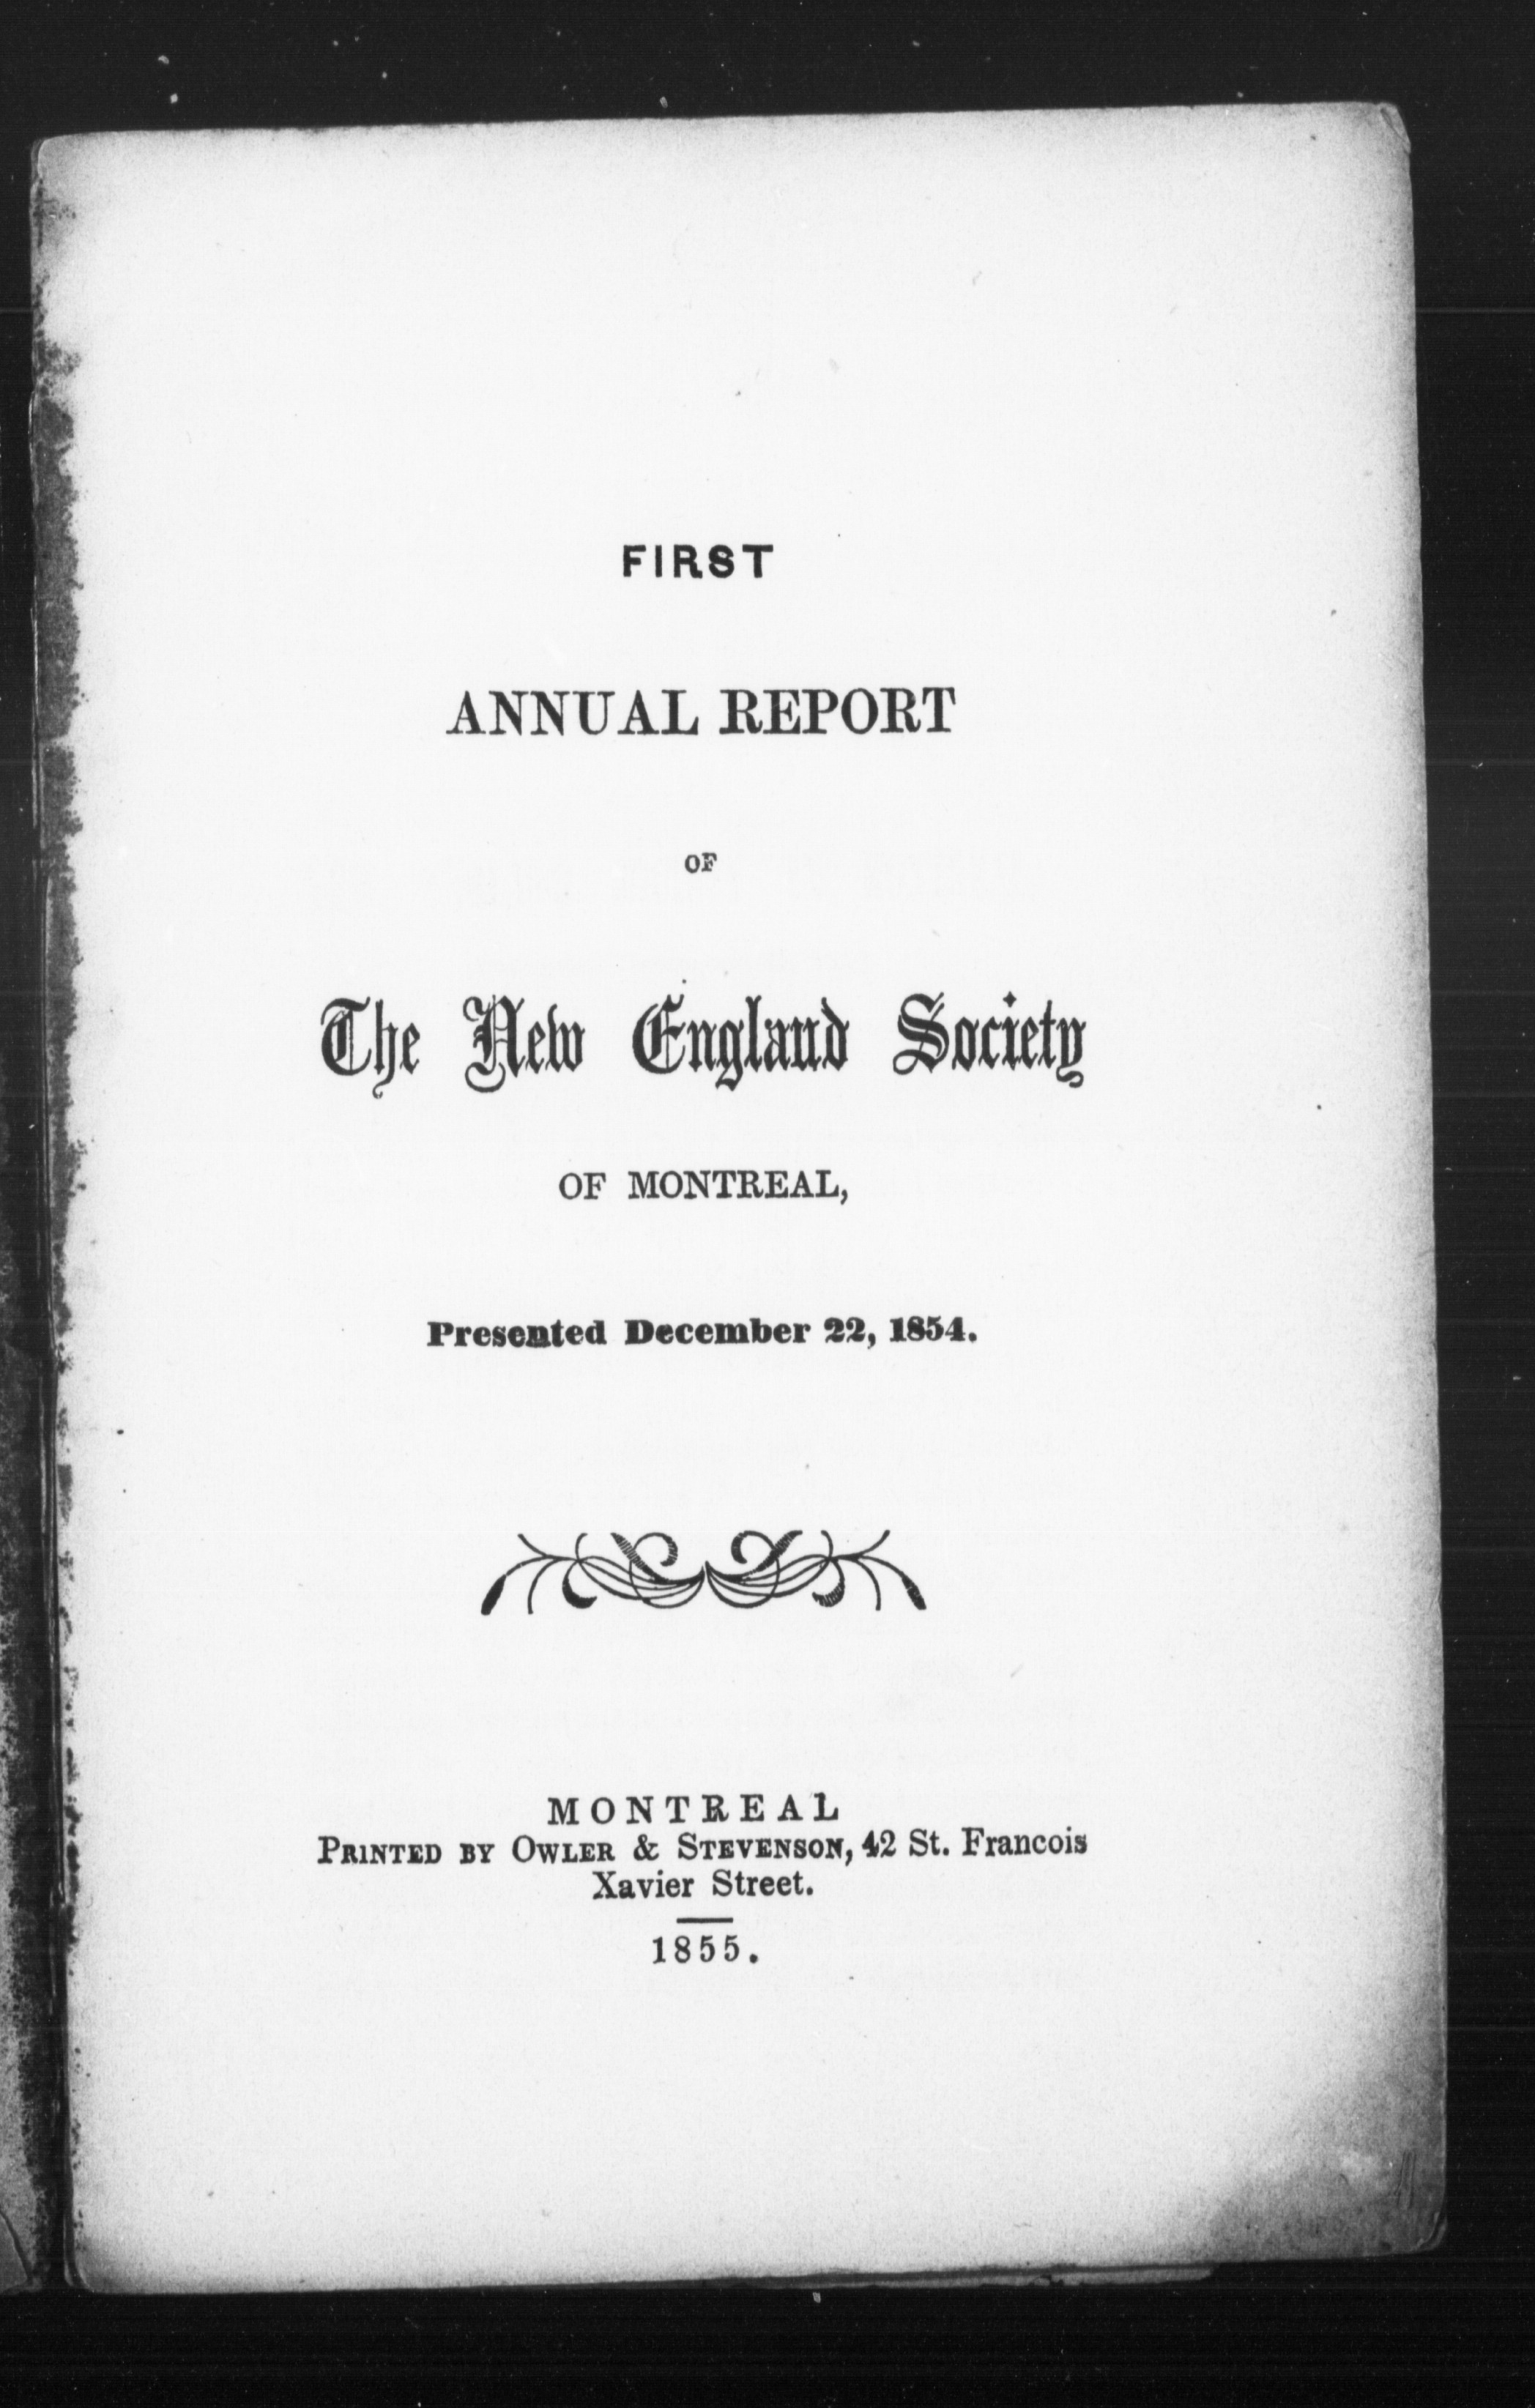 FIRST
ANNUAL REPORT
OF
The New England Society
OF MONTREAL,
Presented December 22, 1854.
MONTREAL
PRINTED BY OWLER & STEVENSON, 42 St. Francois
Xavier Street.
1855.